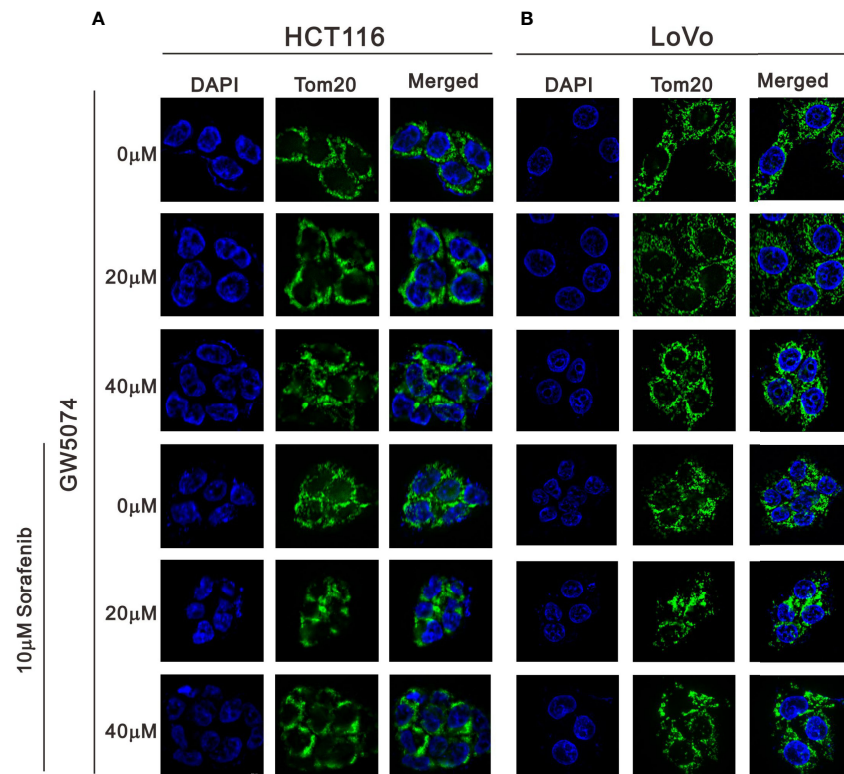 A
B
HCT116
LoVo
DAPI
Tom20
Merged
DAPI
Tom20
Merged
GW5074
0μM
20μM
40μM
10μM Sorafenib
0μM
20μM
40μM